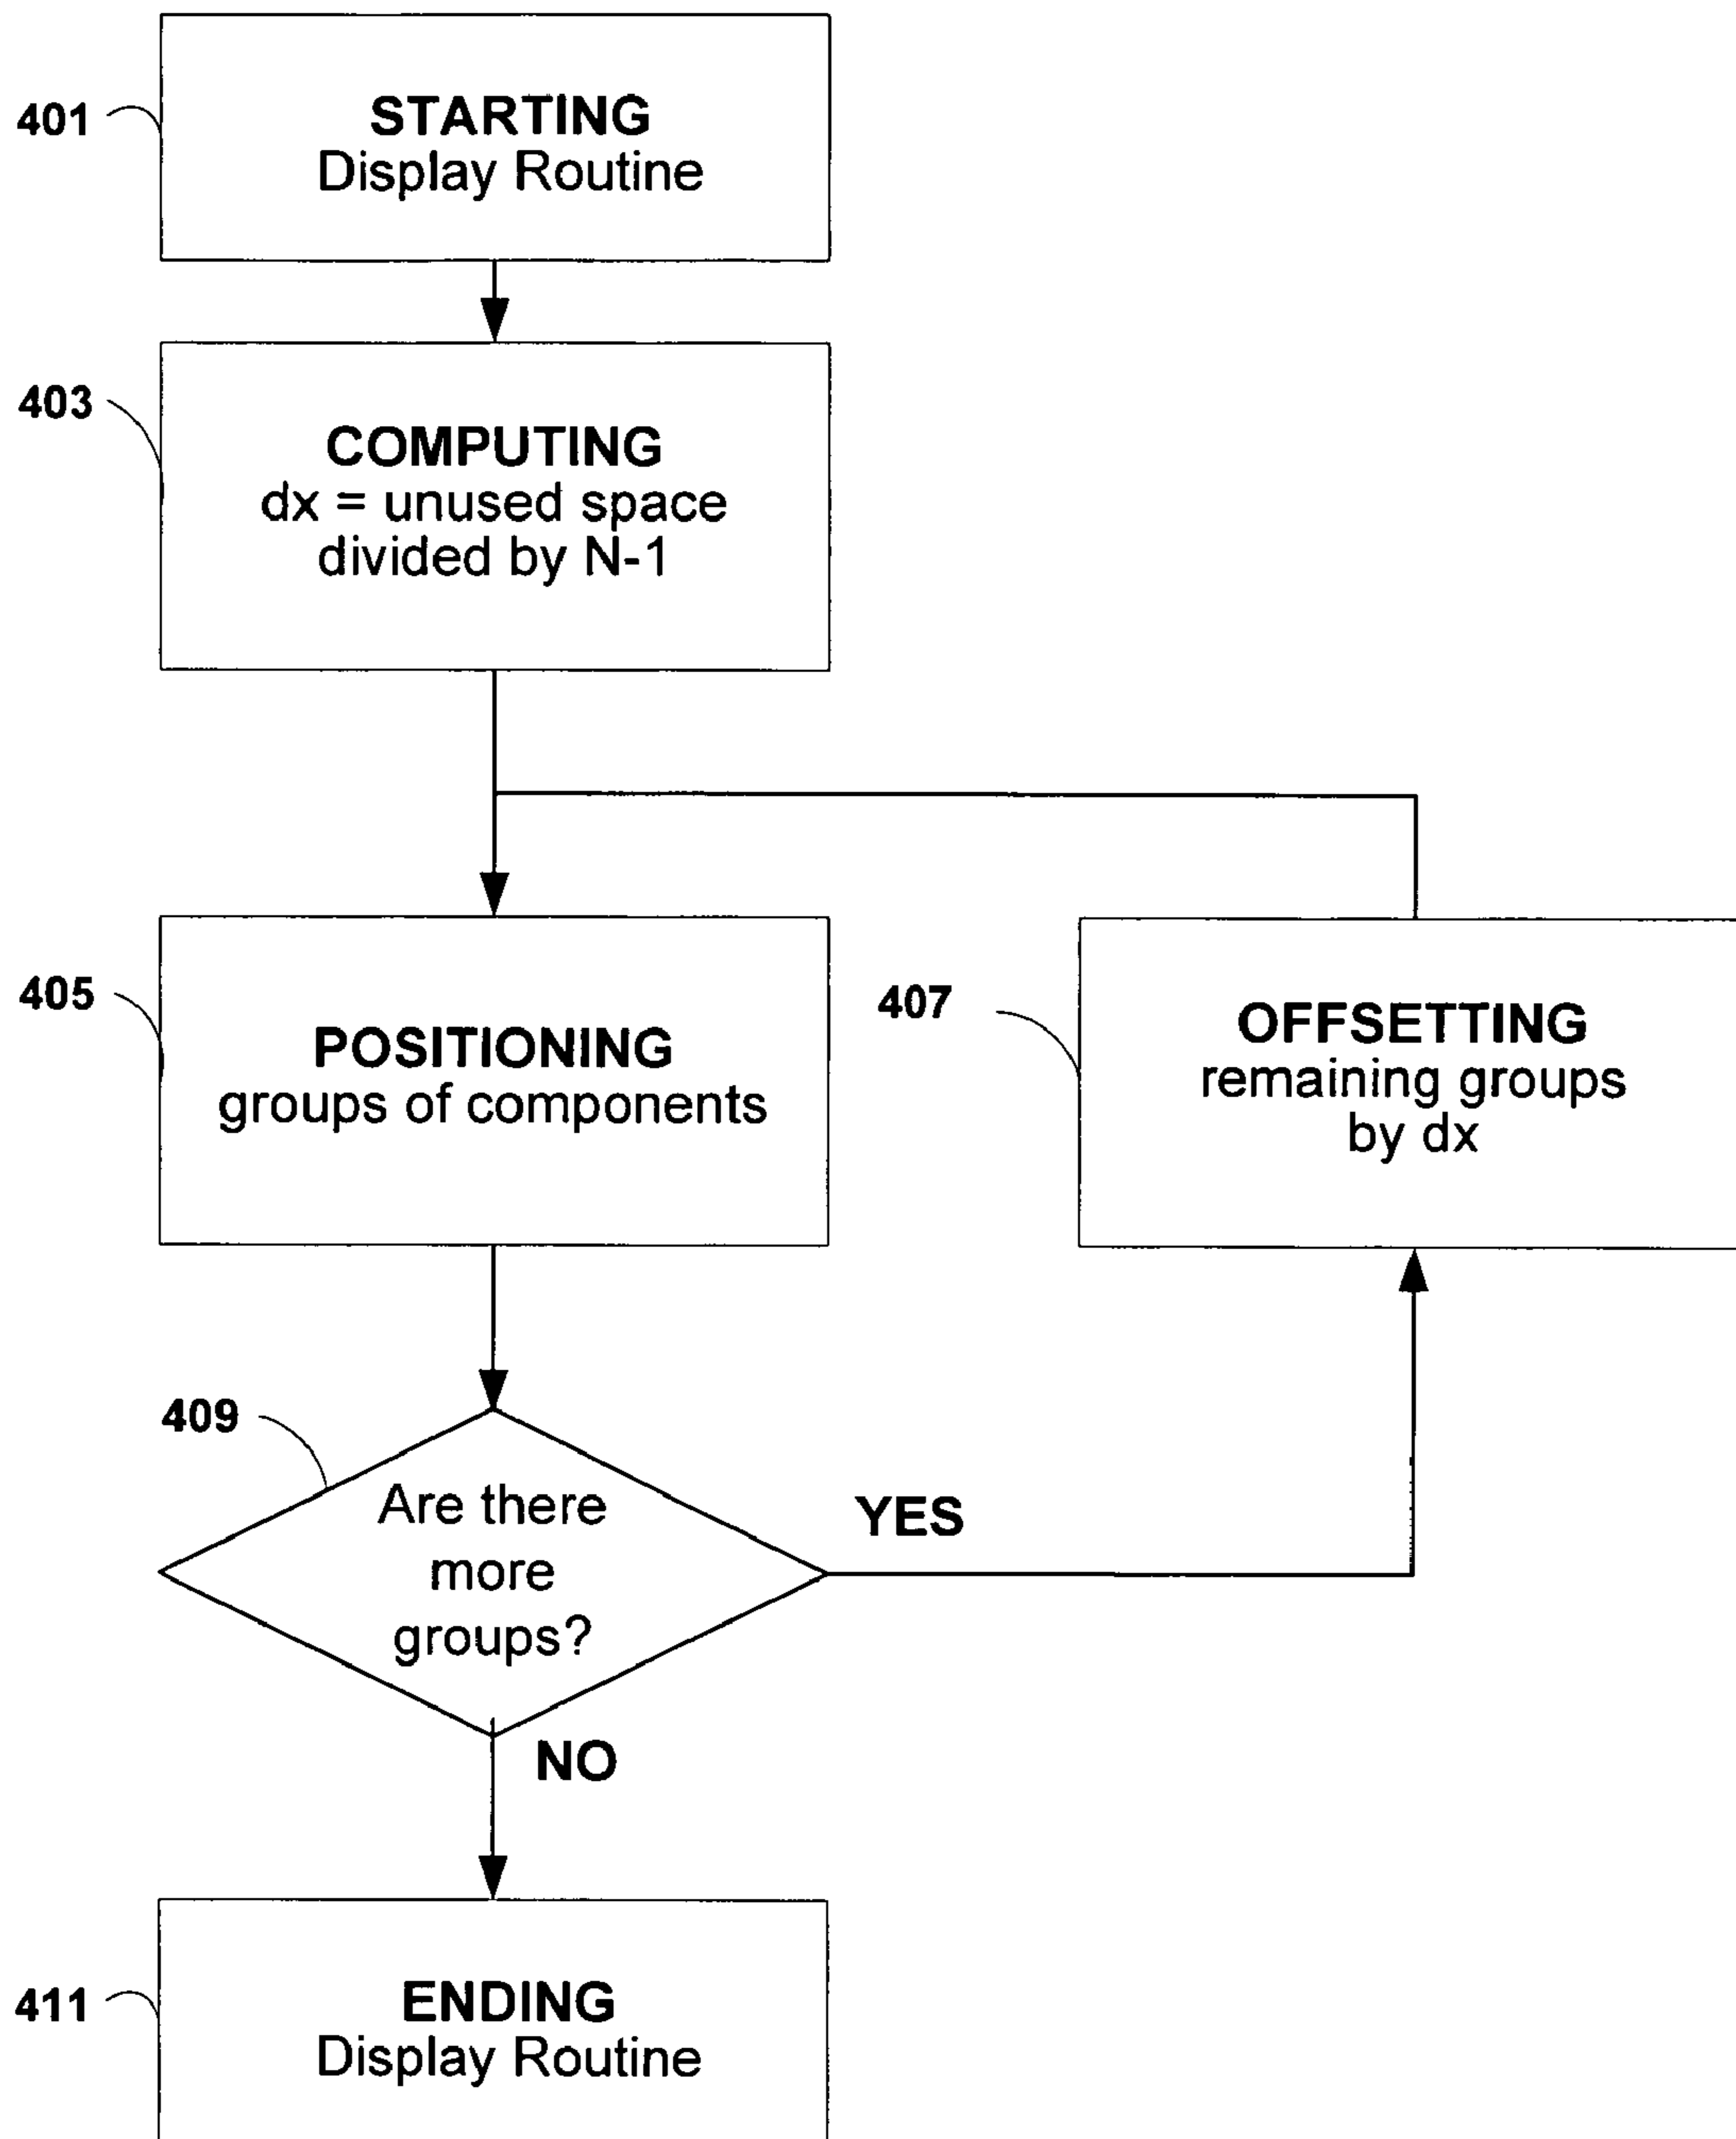 401
STARTING
Display Routine
403
COMPUTING
dx = unused space
divided by N-1
405
POSITIONING
groups of components
407
OFFSETTING
remaining groups
by dx
409
Are there
more
groups?
YES
NO
411
ENDING
Display Routine